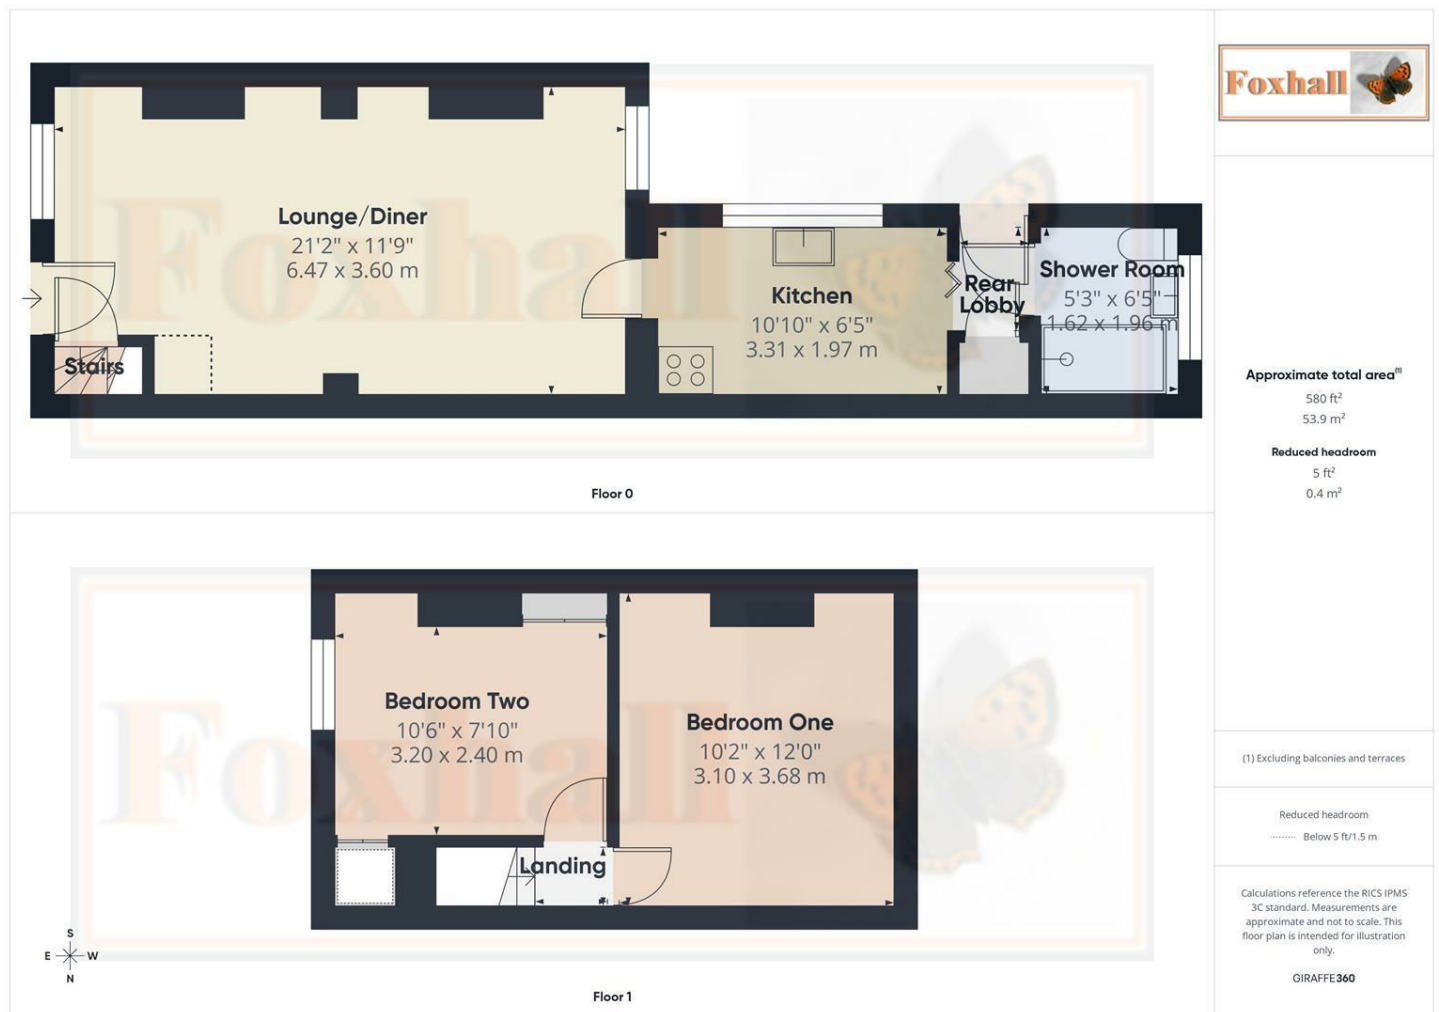 Foxhall
Lounge/Diner
21'2" x 11'9"
6.47 x 3.60 m
Stairs
Kitchen
10'10" x 6'5"
3.31 x 1.97 m
Rear
Lobby
Shower Room
5'3" x 6'5"
1.62 x 1.96 m
Foxhall
Floor 0
Bedroom Two
10'6" x 7'10"
3.20 x 2.40 m
Bedroom One
10'2" x 12'0"
3.10 x 3.68 m
Landing
Foxhall
S
E W
N
Floor 1
Approximate total area(1)
580 ft²
53.9 m²
Reduced headroom
5 ft²
0.4 m²
(1) Excluding balconies and terraces
Reduced headroom
Below 5 ft/1.5 m
Calculations reference the RICS IPMS
3C standard. Measurements are
approximate and not to scale. This
floor plan is intended for illustration
only.
GIRAFFE360